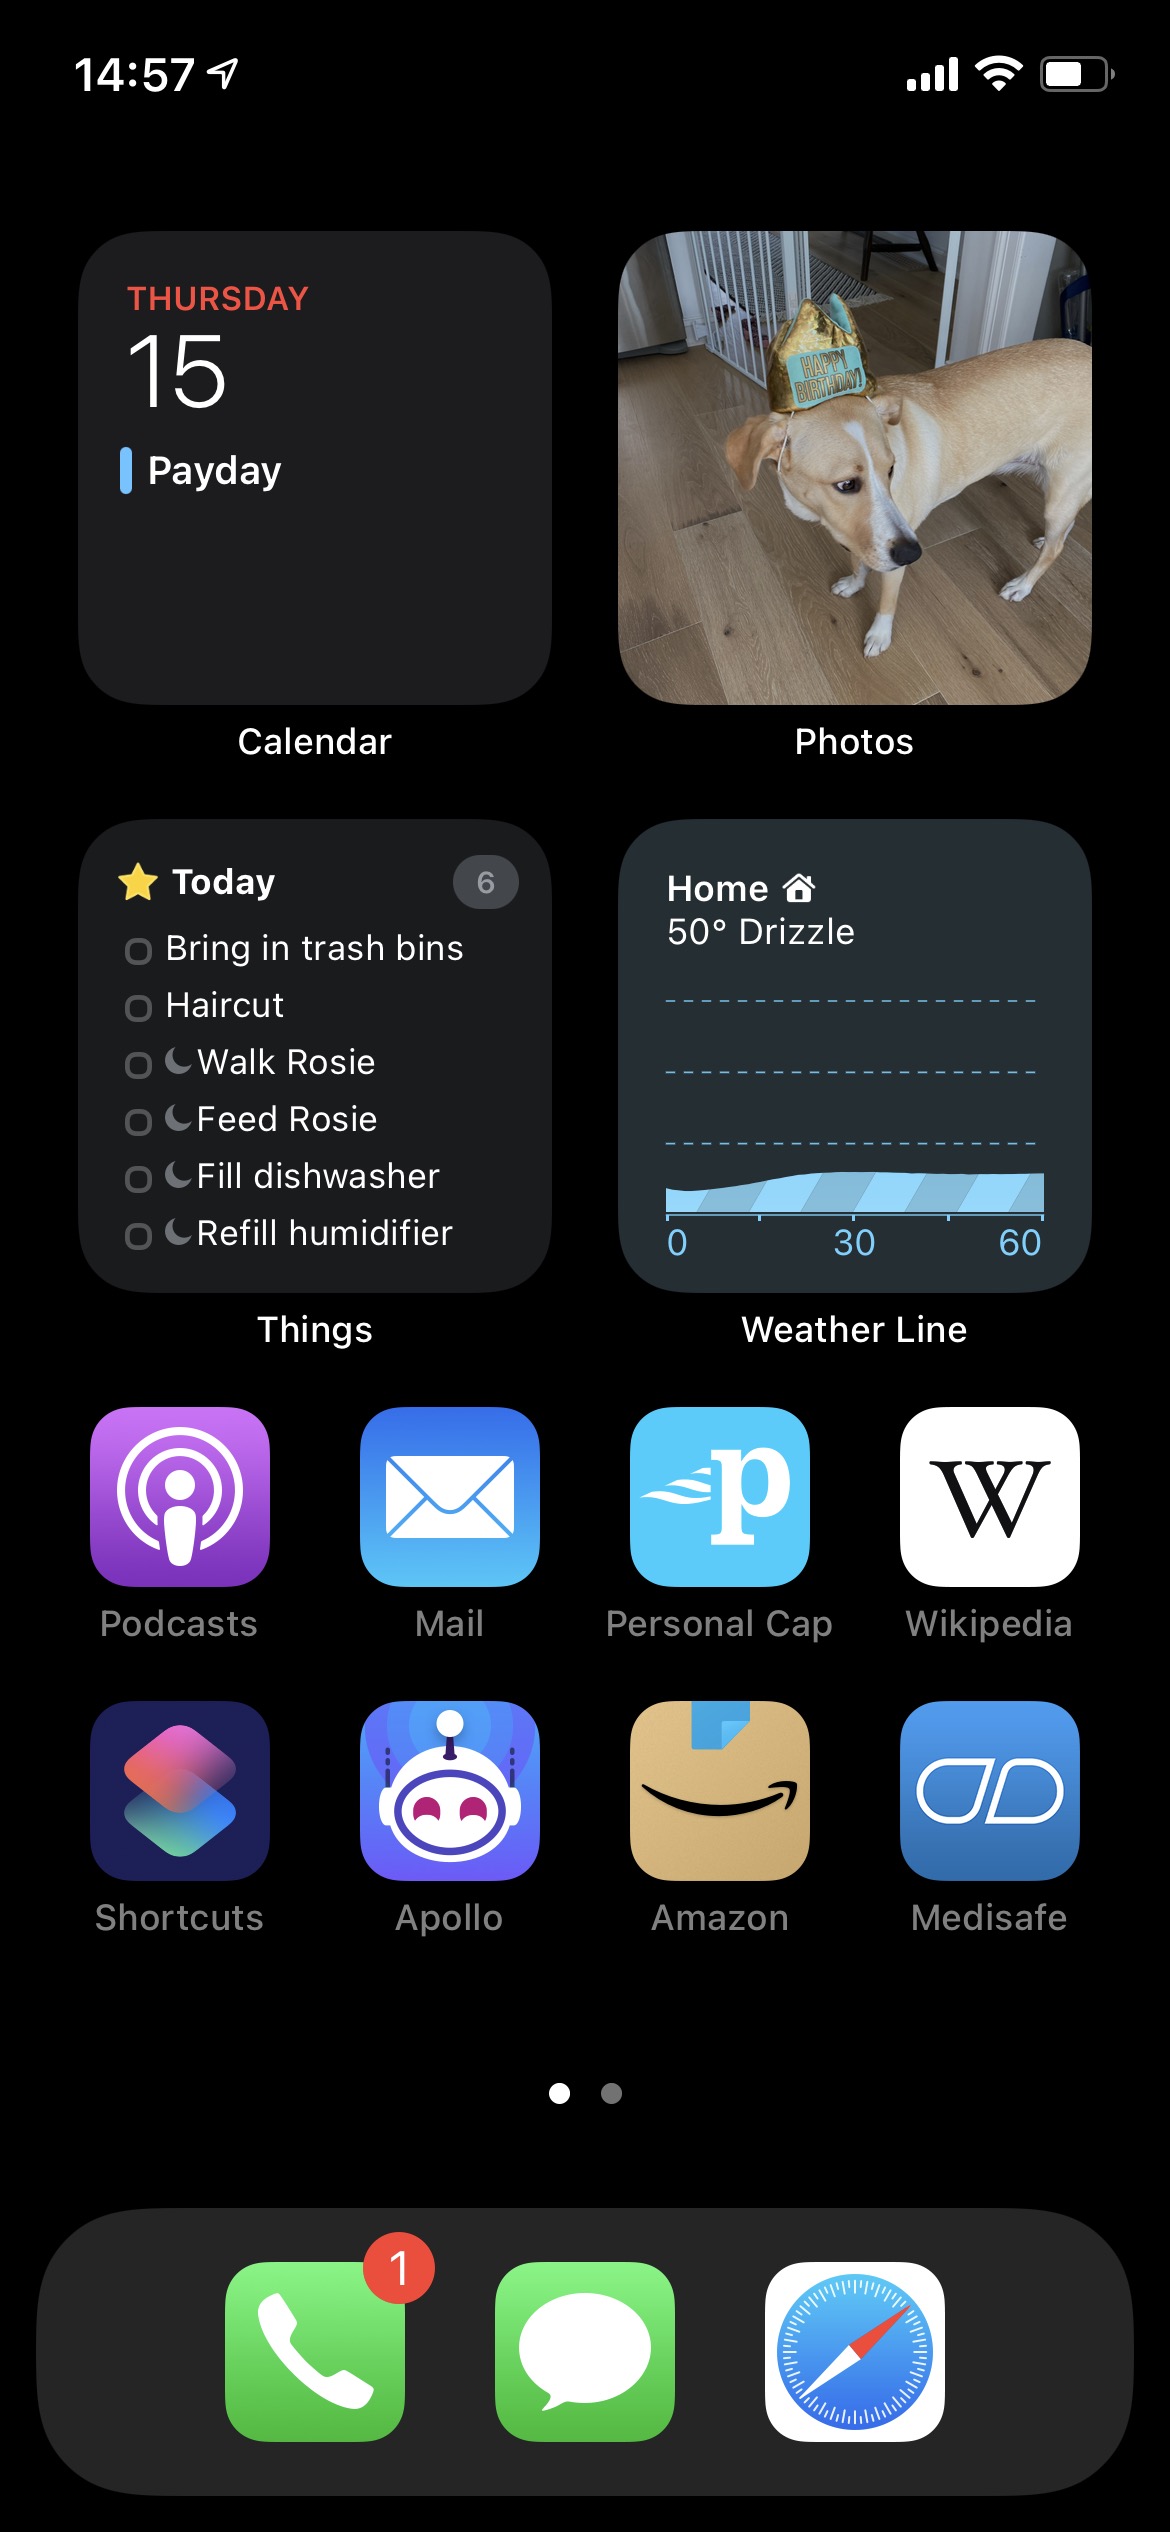 14:57
THURSDAY
15
Payday
Calendar
HAPPY
BIRTHDAY!
Photos
Today
6
Bring in trash bins
Haircut
Walk Rosie
Feed Rosie
Fill dishwasher
Refill humidifier
Things
Home
50° Drizzle
0 30 60
Weather Line
p
W
Podcasts
Mail
Personal Cap
Wikipedia
Shortcuts
Apollo
Amazon
Medisafe
1